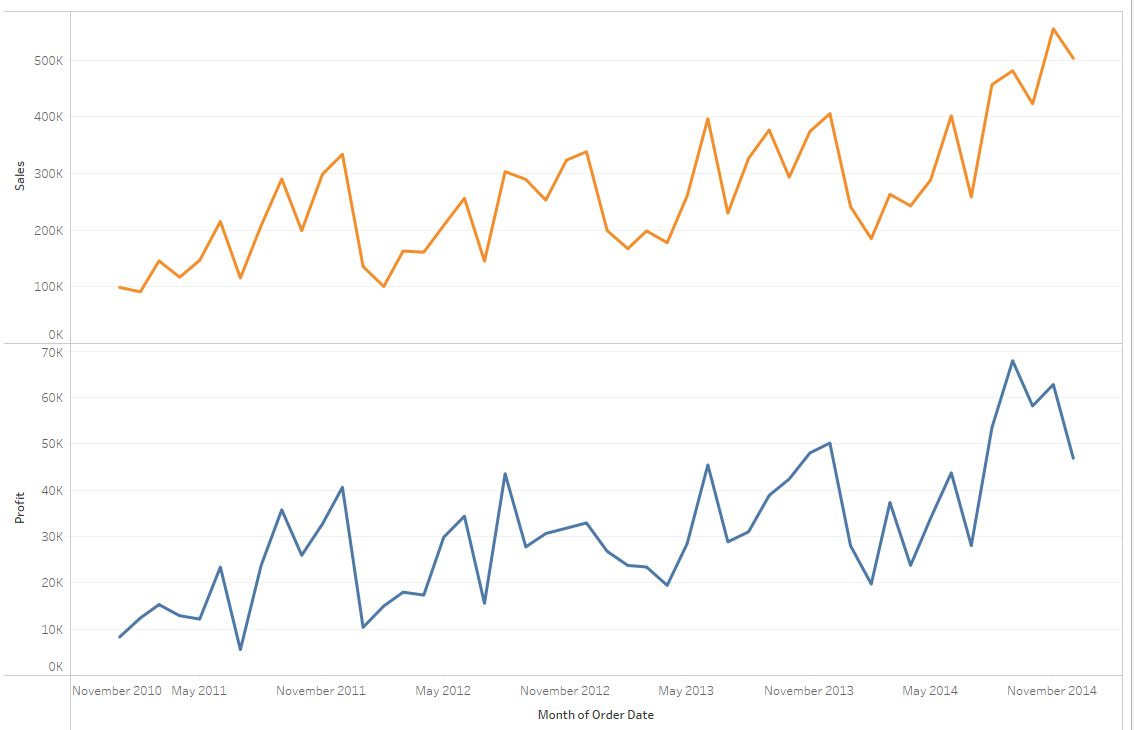 Sales
500K
400K
300K
200K
100K
0K
Profit
70K
60K
50K
40K
30K
20K
10K
0K
November 2010 May 2011 November 2011 May 2012 November 2012 May 2013 November 2013 May 2014 November 2014
Month of Order Date